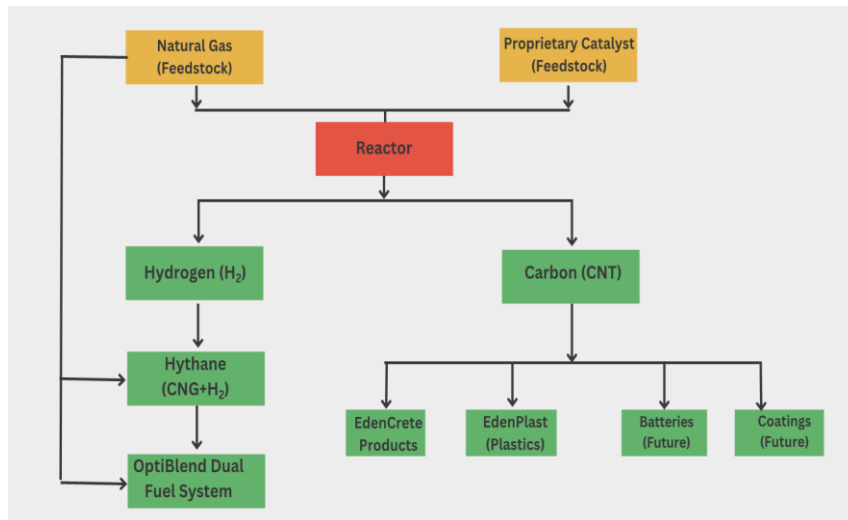 Natural Gas
(Feedstock)
Proprietary Catalyst
(Feedstock)
Reactor
Hydrogen (H₂)
Carbon (CNT)
Hythane
(CNG+H₂)
EdenCrete
Products
EdenPlast
(Plastics)
Batteries
(Future)
Coatings
(Future)
OptiBlend Dual
Fuel System